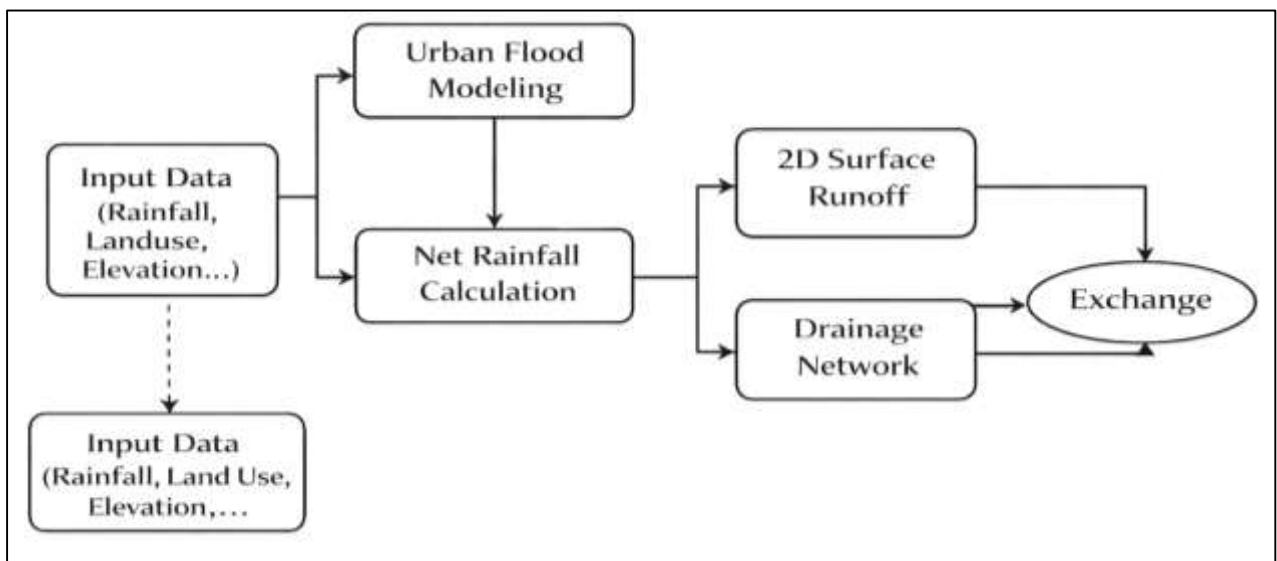 Urban Flood
Modeling
Input Data
(Rainfall,
Landuse,
Elevation...)
Net Rainfall
Calculation
2D Surface
Runoff
Drainage
Network
Exchange
Input Data
(Rainfall, Land Use,
Elevation,...